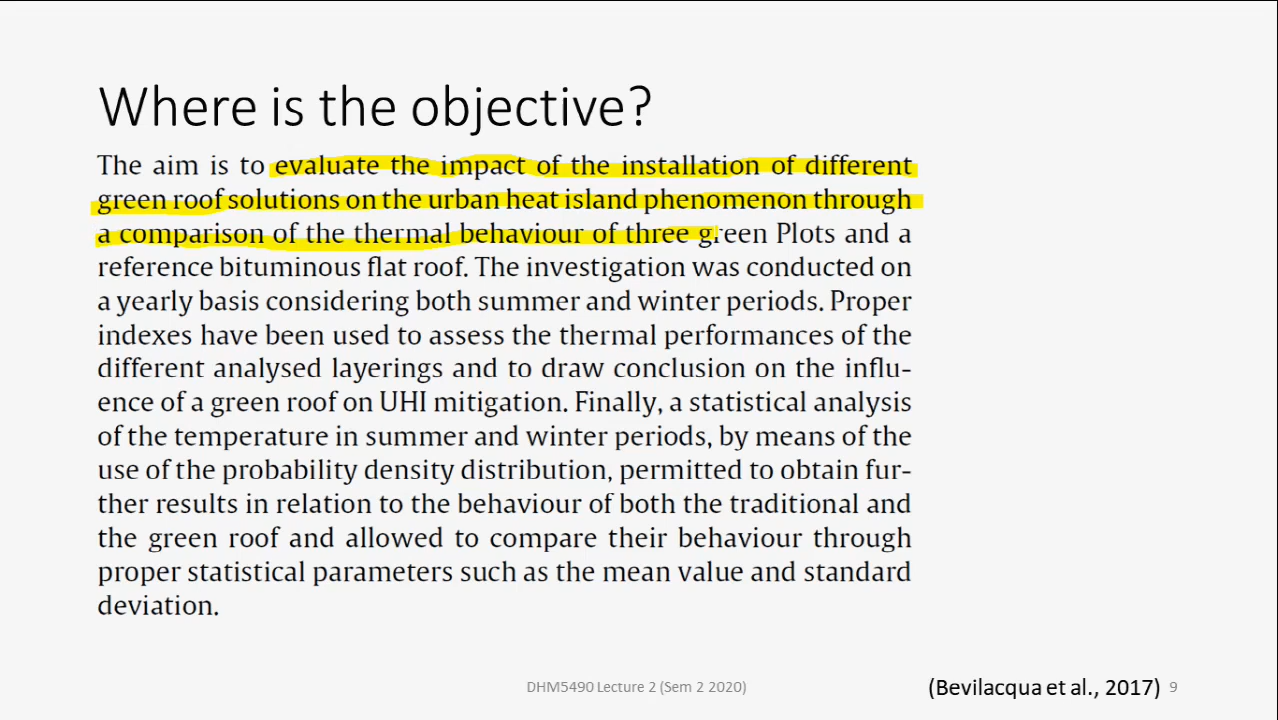 Where is the objective?
The aim is to evaluate the impact of the installation of different
green roof solutions on the urban heat island phenomenon through
a comparison of the thermal behaviour of three green Plots and a
reference bituminous flat roof. The investigation was conducted on
a yearly basis considering both summer and winter periods. Proper
indexes have been used to assess the thermal performances of the
different analysed layerings and to draw conclusion on the influ-
ence of a green roof on UHI mitigation. Finally, a statistical analysis
of the temperature in summer and winter periods, by means of the
use of the probability density distribution, permitted to obtain fur-
ther results in relation to the behaviour of both the traditional and
the green roof and allowed to compare their behaviour through
proper statistical parameters such as the mean value and standard
deviation.
DHM5490 Lecture 2 (Sem 2 2020)
(Bevilacqua et al., 2017) 9